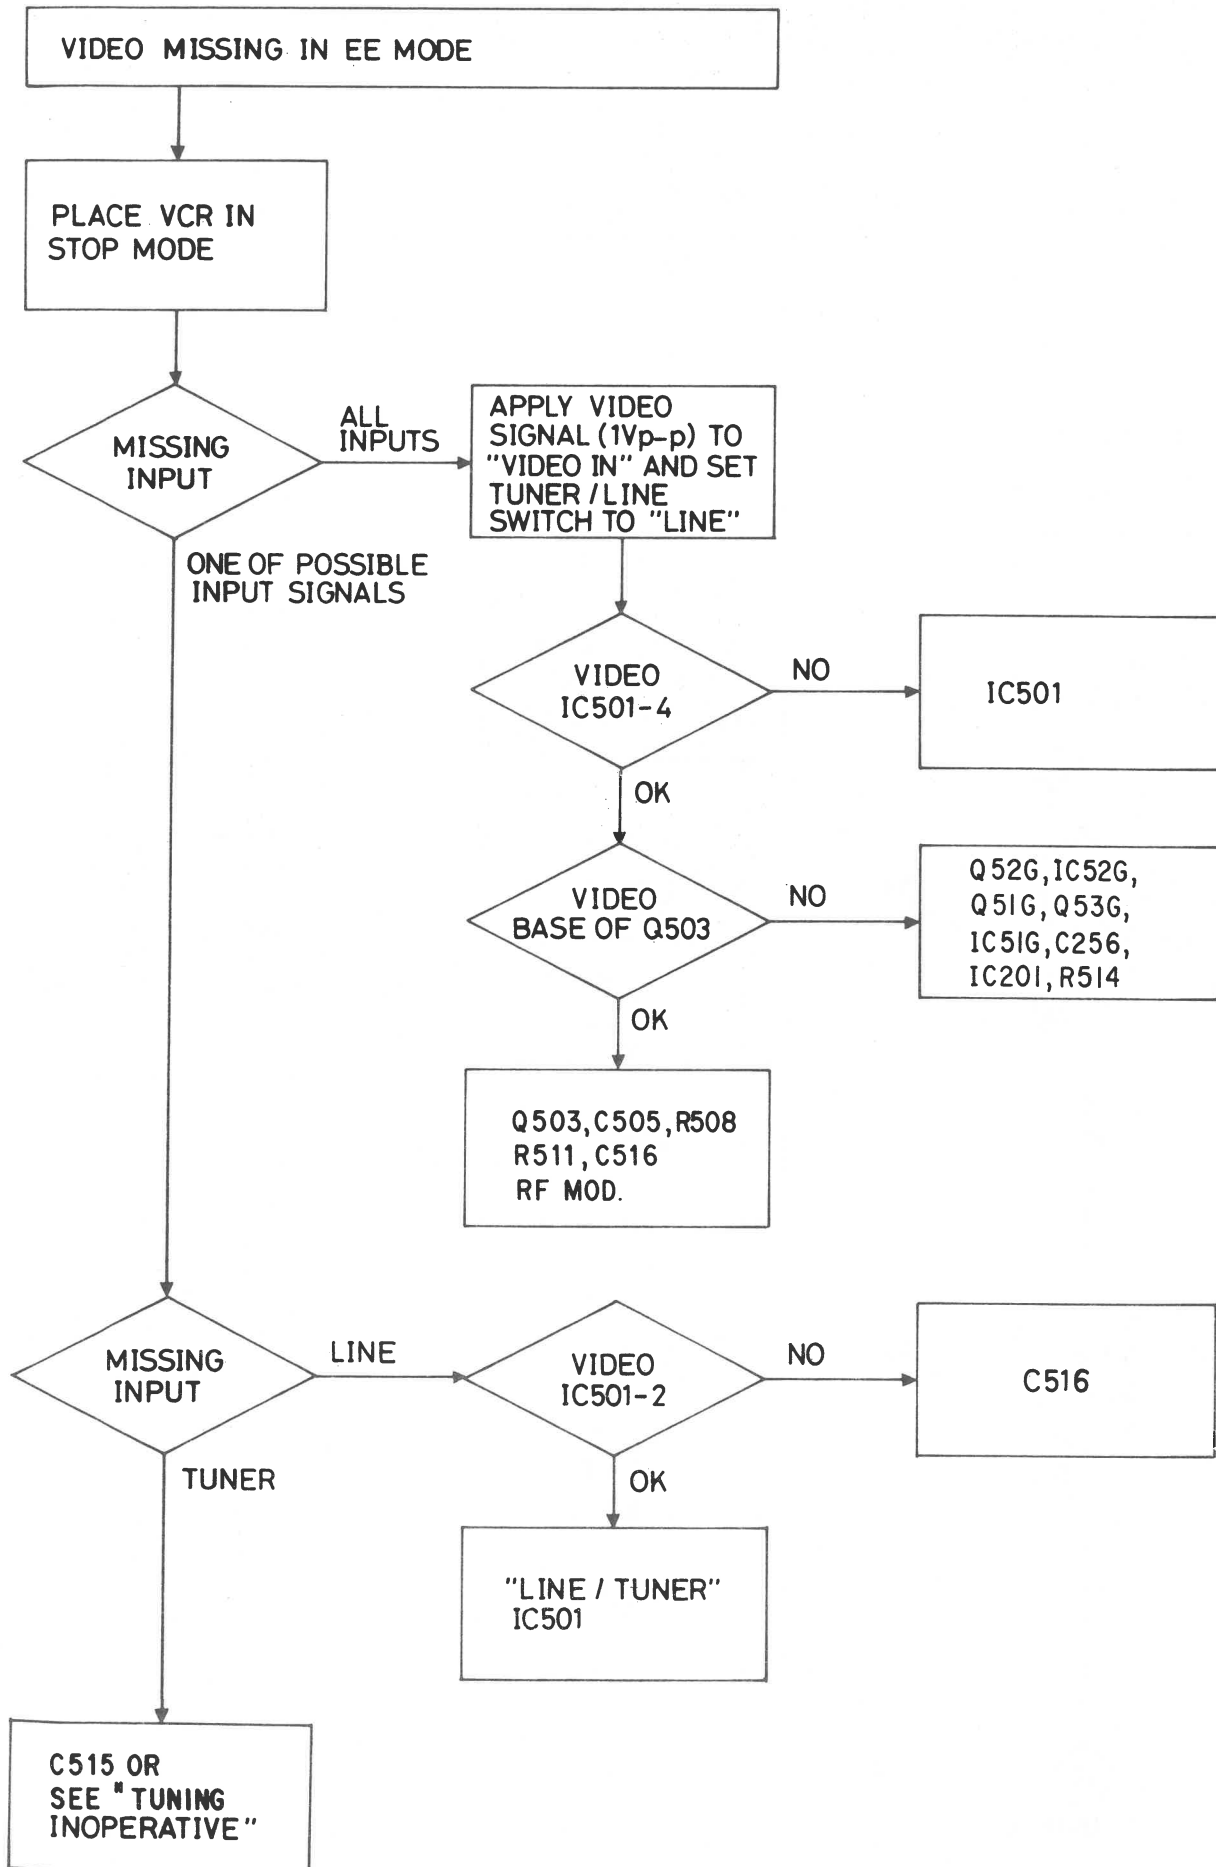 VIDEO MISSING IN EE MODE
PLACE VCR IN
STOP MODE
MISSING
INPUT
ALL
INPUTS
APPLY VIDEO
SIGNAL (1Vp-p) TO
"VIDEO IN" AND SET
TUNER / LINE
SWITCH TO "LINE"
ONE OF POSSIBLE
INPUT SIGNALS
VIDEO
IC501-4
NO
IC501
OK
VIDEO
BASE OF Q503
NO
Q52G, IC52G,
Q51G, Q53G,
IC51G, C256,
IC201, R514
OK
Q503, C505, R508
R511, C516
RF MOD.
MISSING
INPUT
LINE
VIDEO
IC501-2
NO
C516
TUNER
OK
"LINE / TUNER"
IC501
C515 OR
SEE "TUNING
INOPERATIVE"